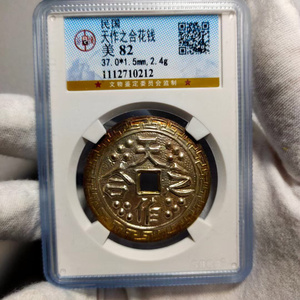 民国
天作之合花钱
美 82
37.0*1.5mm, 2.4g
1112710212
★ 文物鉴定委员会监制 ★
天
合 之
作